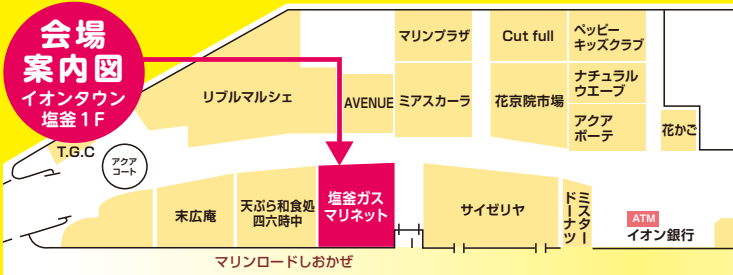 会場
案内図
イオンタウン
塩釜1F
マリンプラザ
Cut full
ペッピー
キッズクラブ
リブルマルシェ
AVENUE
ミアスカーラ
花京院市場
ナチュラル
ウエーブ
アクア
ボーテ
花かご
T.G.C
アクア
コート
末広庵
天ぷら和食処
四六時中
塩釜ガス
マリネット
サイゼリヤ
ミスター
ドーナツ
ATM
イオン銀行
マリンロードしおかぜ